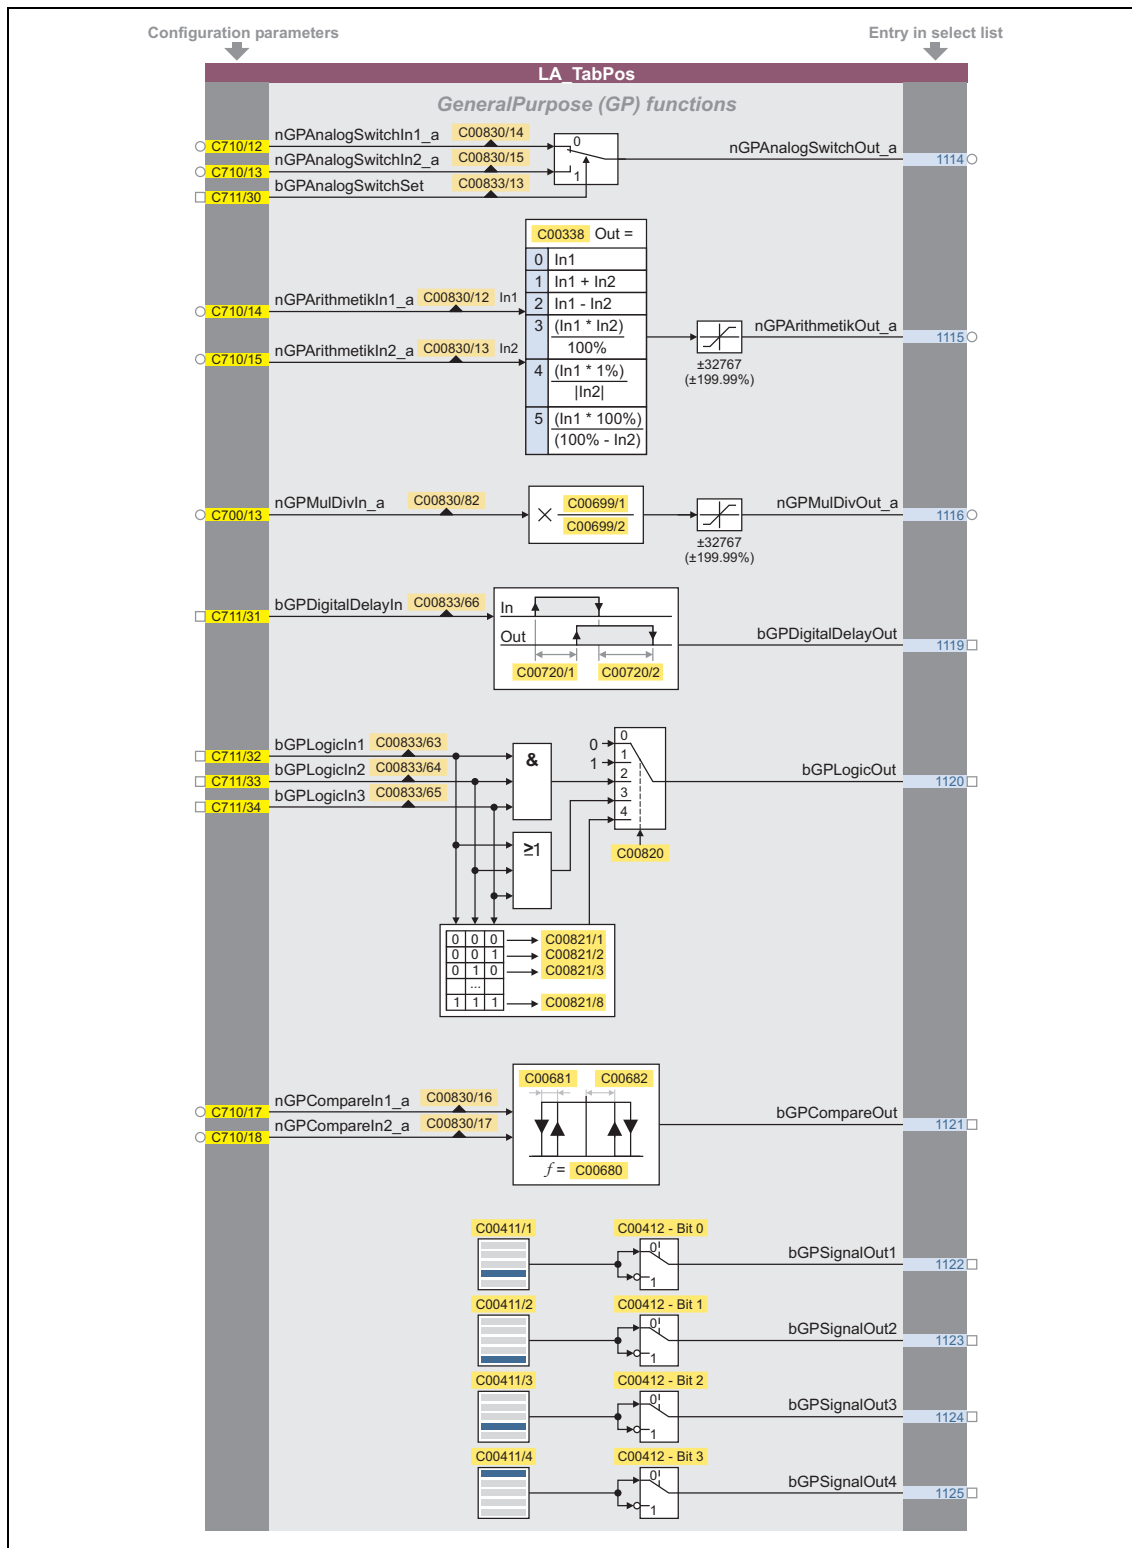 Configuration parameters
Entry in select list
LA_TabPos
GeneralPurpose (GP) functions
nGPAnalogSwitchIn1_a C00830/14
C710/12
nGPAnalogSwitchIn2_a C00830/15
C710/13
bGPAnalogSwitchSet C00833/13
C711/30
0
1
nGPAnalogSwitchOut_a
1114
C00338 Out =
0 In1
1 In1 + In2
2 In1 - In2
3 (In1 * In2)
100%
4 (In1 * 1%)
|In2|
5 (In1 * 100%)
(100% - In2)
nGPArithmetikIn1_a C00830/12 In1
C710/14
nGPArithmetikIn2_a C00830/13 In2
C710/15
±32767
(±199.99%)
nGPArithmetikOut_a
1115
nGPMulDivIn_a C00830/82
C700/13
× C00699/1
C00699/2
±32767
(±199.99%)
nGPMulDivOut_a
1116
bGPDigitalDelayIn C00833/66
C711/31
In
Out
C00720/1 C00720/2
bGPDigitalDelayOut
1119
bGPLogicIn1 C00833/63
C711/32
bGPLogicIn2 C00833/64
C711/33
bGPLogicIn3 C00833/65
C711/34
&
≥1
0 0
1 1
2
3
4
C00820
bGPLogicOut
1120
0 0 0 C00821/1
0 0 1 C00821/2
0 1 0 C00821/3
...
1 1 1 C00821/8
nGPCompareIn1_a C00830/16
C710/17
nGPCompareIn2_a C00830/17
C710/18
C00681 C00682
f = C00680
bGPCompareOut
1121
C00411/1 C00412 - Bit 0
0
1
bGPSignalOut1
1122
C00411/2 C00412 - Bit 1
0
1
bGPSignalOut2
1123
C00411/3 C00412 - Bit 2
0
1
bGPSignalOut3
1124
C00411/4 C00412 - Bit 3
0
1
bGPSignalOut4
1125